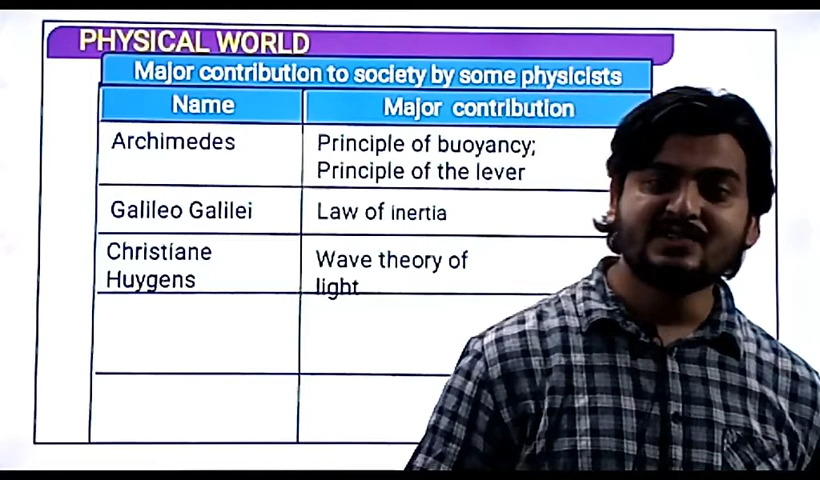 PHYSICAL WORLD
Major contribution to society by some physicists
Name
Major contribution
Archimedes
Principle of buoyancy;
Principle of the lever
Galileo Galilei
Law of inertia
Christiane
Huygens
Wave theory of
light